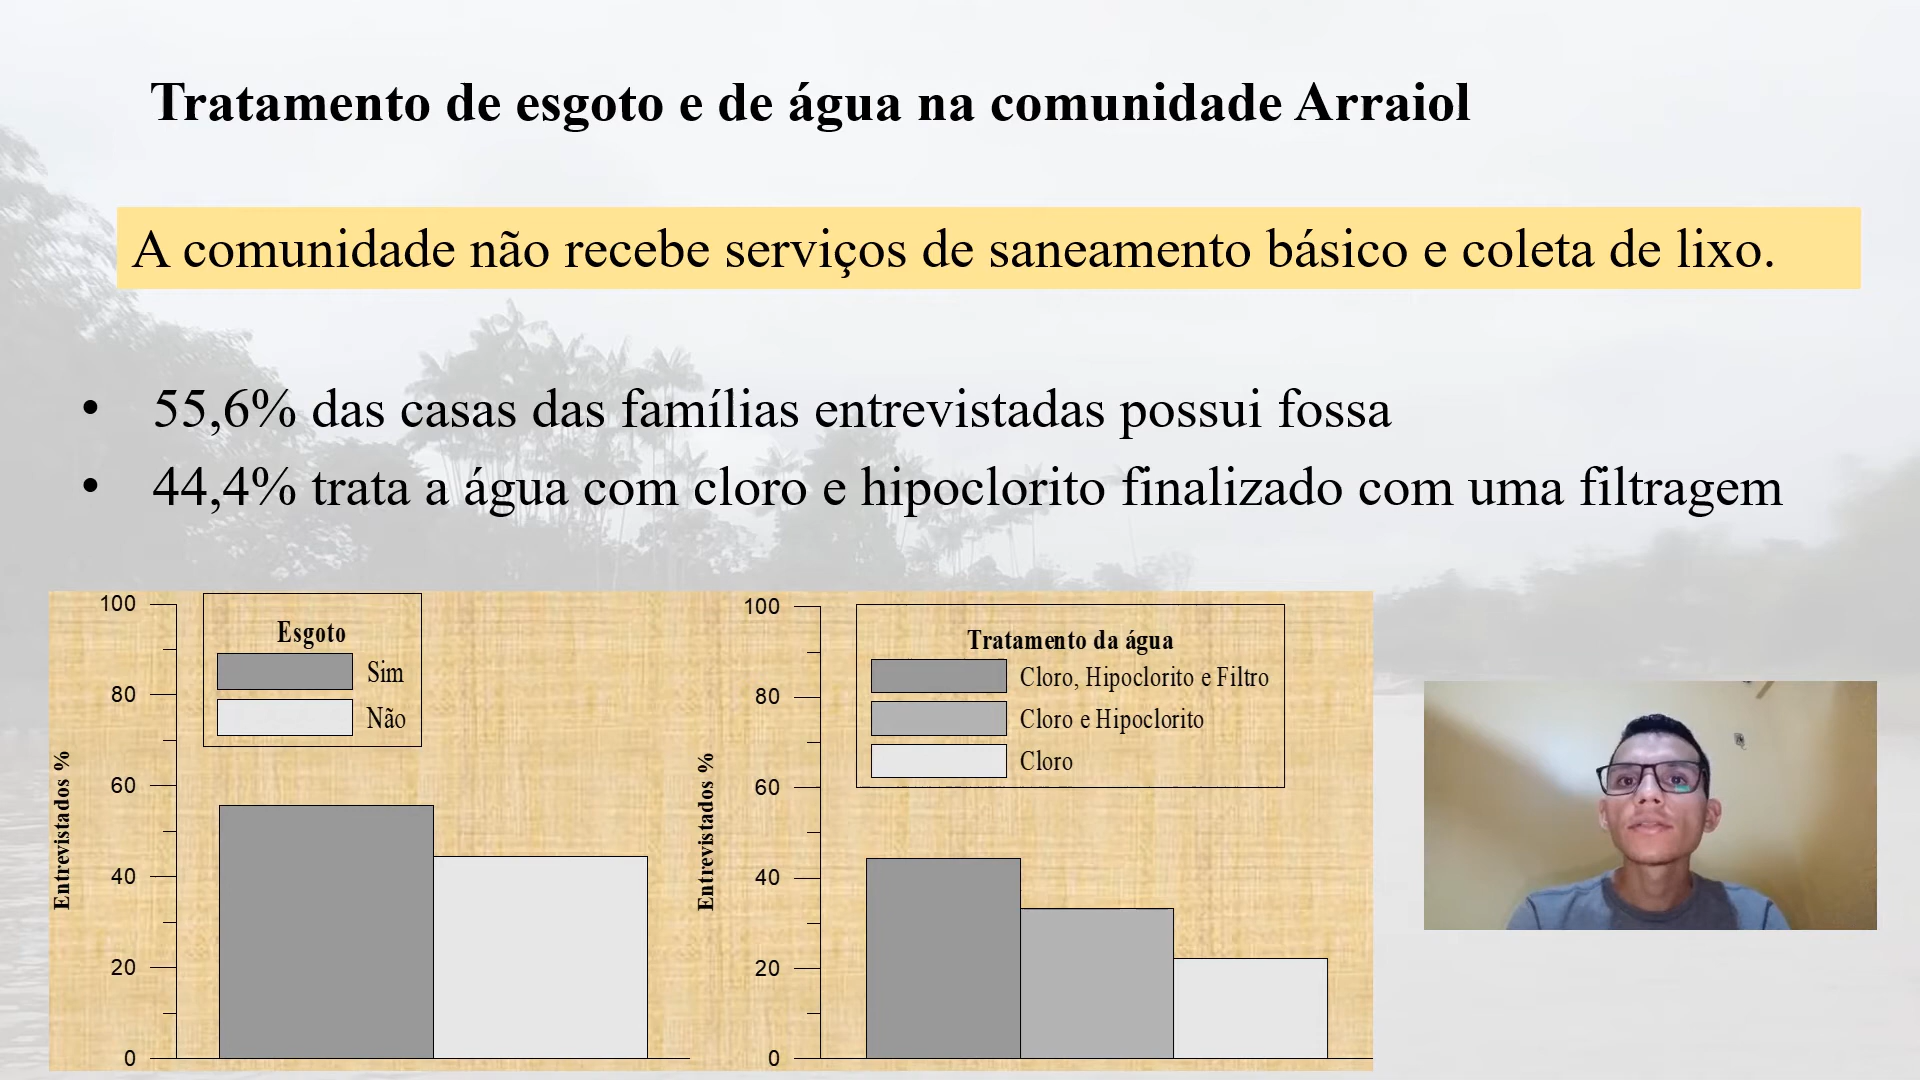 Tratamento de esgoto e de água na comunidade Arraiol
A comunidade não recebe serviços de saneamento básico e coleta de lixo.
• 55,6% das casas das famílias entrevistadas possui fossa
• 44,4% trata a água com cloro e hipoclorito finalizado com uma filtragem
Esgoto
Sim
Não
Entrevistados %
100
80
60
40
20
0
Tratamento da água
Cloro, Hipoclorito e Filtro
Cloro e Hipoclorito
Cloro
Entrevistados %
100
80
60
40
20
0